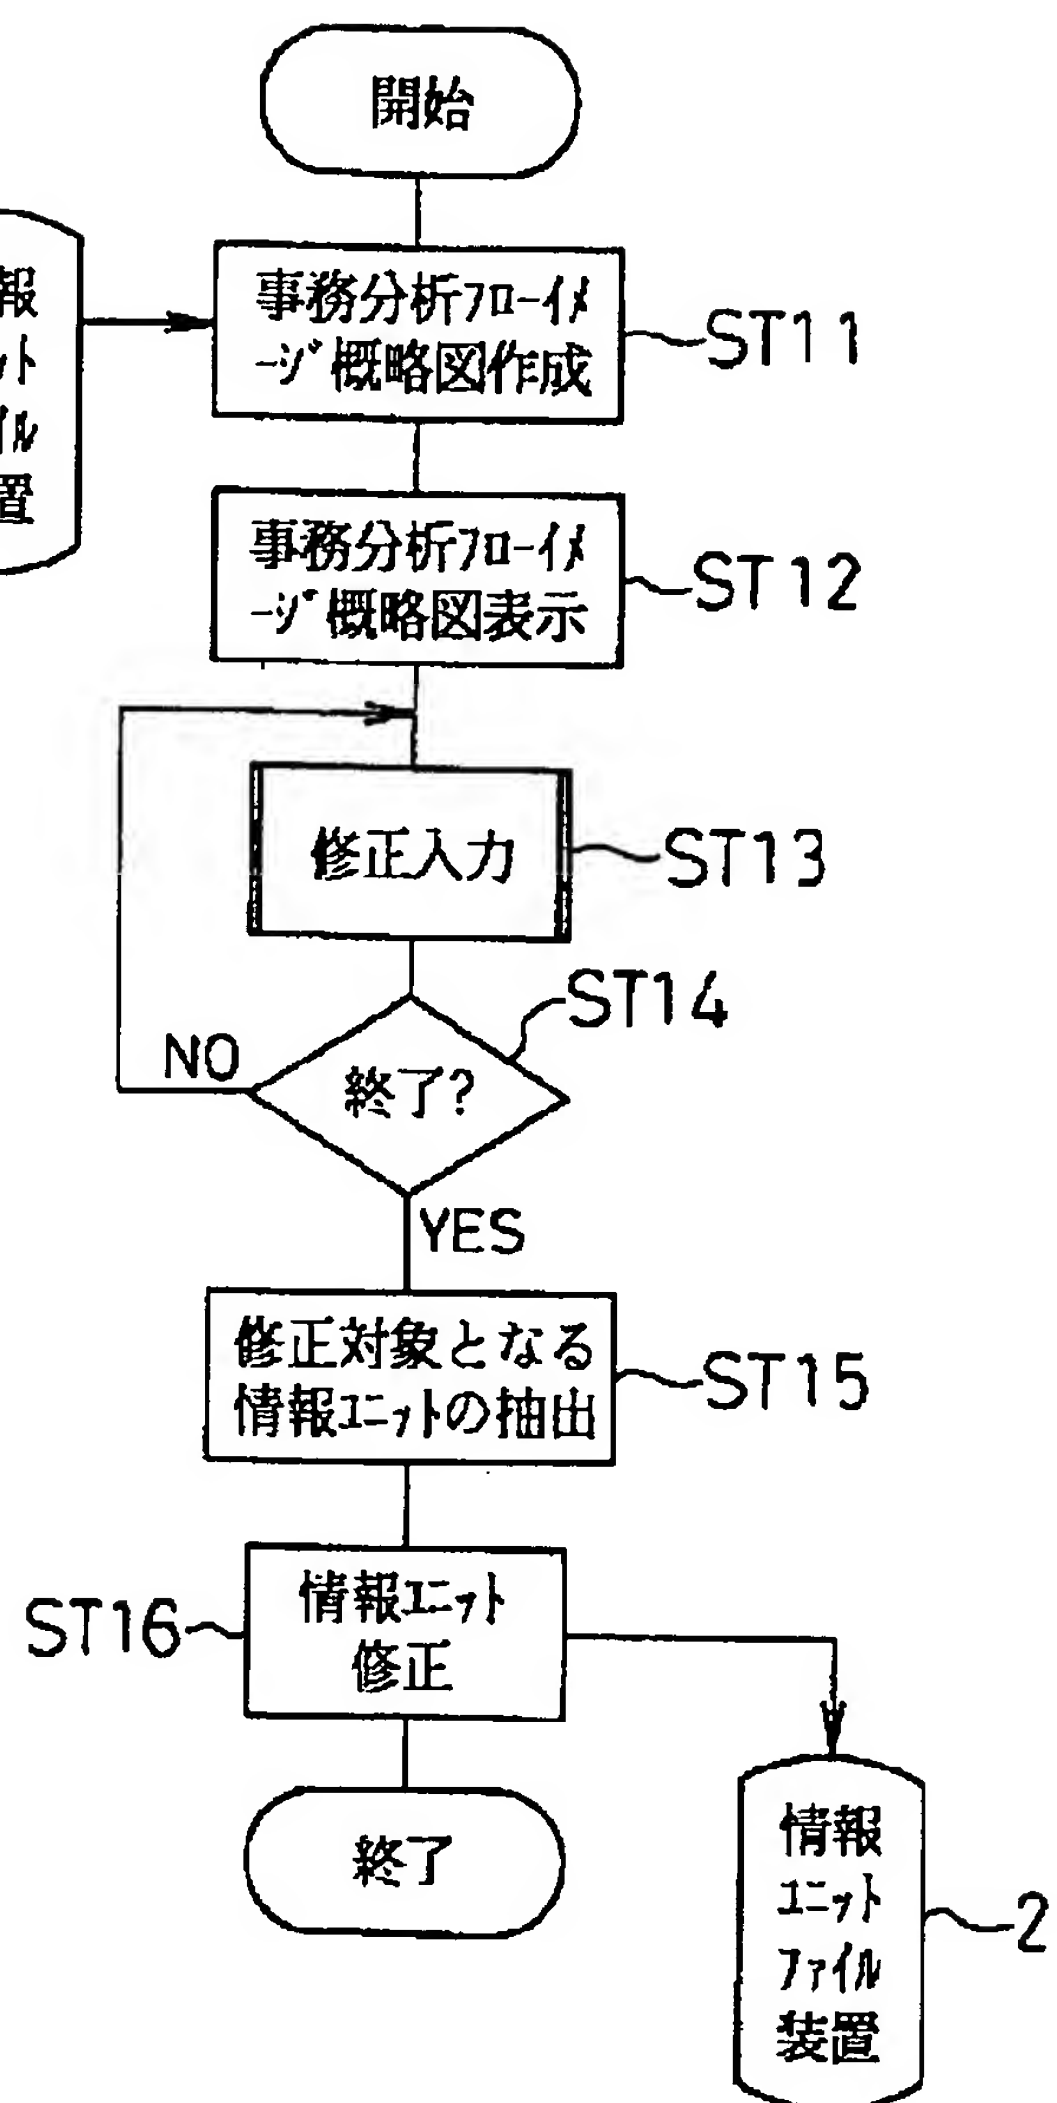 開始
報
ット
イル
置
事務分析ﾌﾛｰｲﾒ
ｰｼﾞ概略図作成
ST11
事務分析ﾌﾛｰｲﾒ
ｰｼﾞ概略図表示
ST12
修正入力
ST13
ST14
NO
終了?
YES
修正対象となる
情報ﾕﾆｯﾄの抽出
ST15
ST16
情報ﾕﾆｯﾄ
修正
終了
情報
ﾕﾆｯﾄ
ﾌｧｲﾙ
装置
2